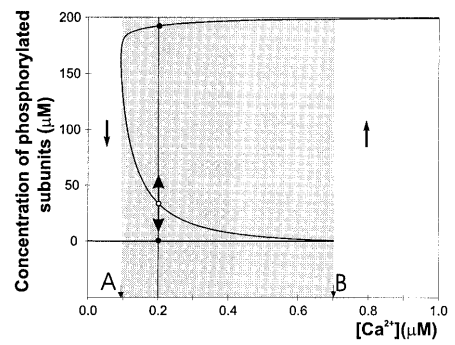 Concentration of phosphorylated
subunits (μM)
200
150
100
50
0
A
B
0.0
0.2
0.4
0.6
0.8
1.0
[Ca²⁺](μM)